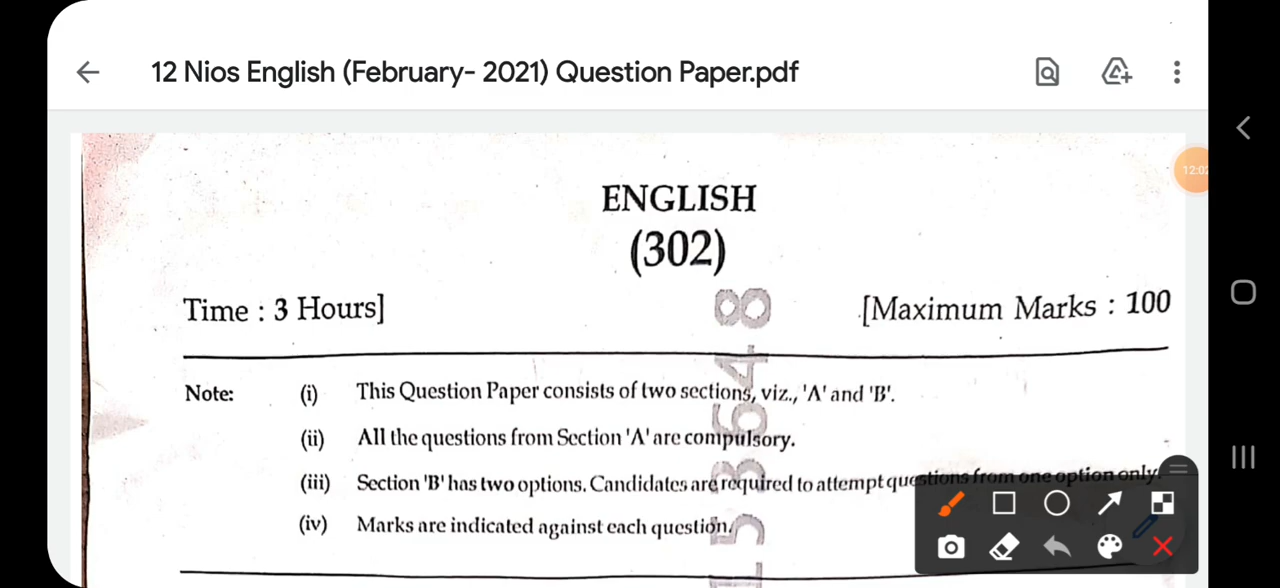 12 Nios English (February- 2021) Question Paper.pdf
12:02
ENGLISH
(302)
Time : 3 Hours]
[Maximum Marks : 100
Note: (i) This Question Paper consists of two sections, viz., 'A' and 'B'.
(ii) All the questions from Section 'A' are compulsory.
(iii) Section 'B' has two options. Candidates are required to attempt questions from one option only.
(iv) Marks are indicated against each question.